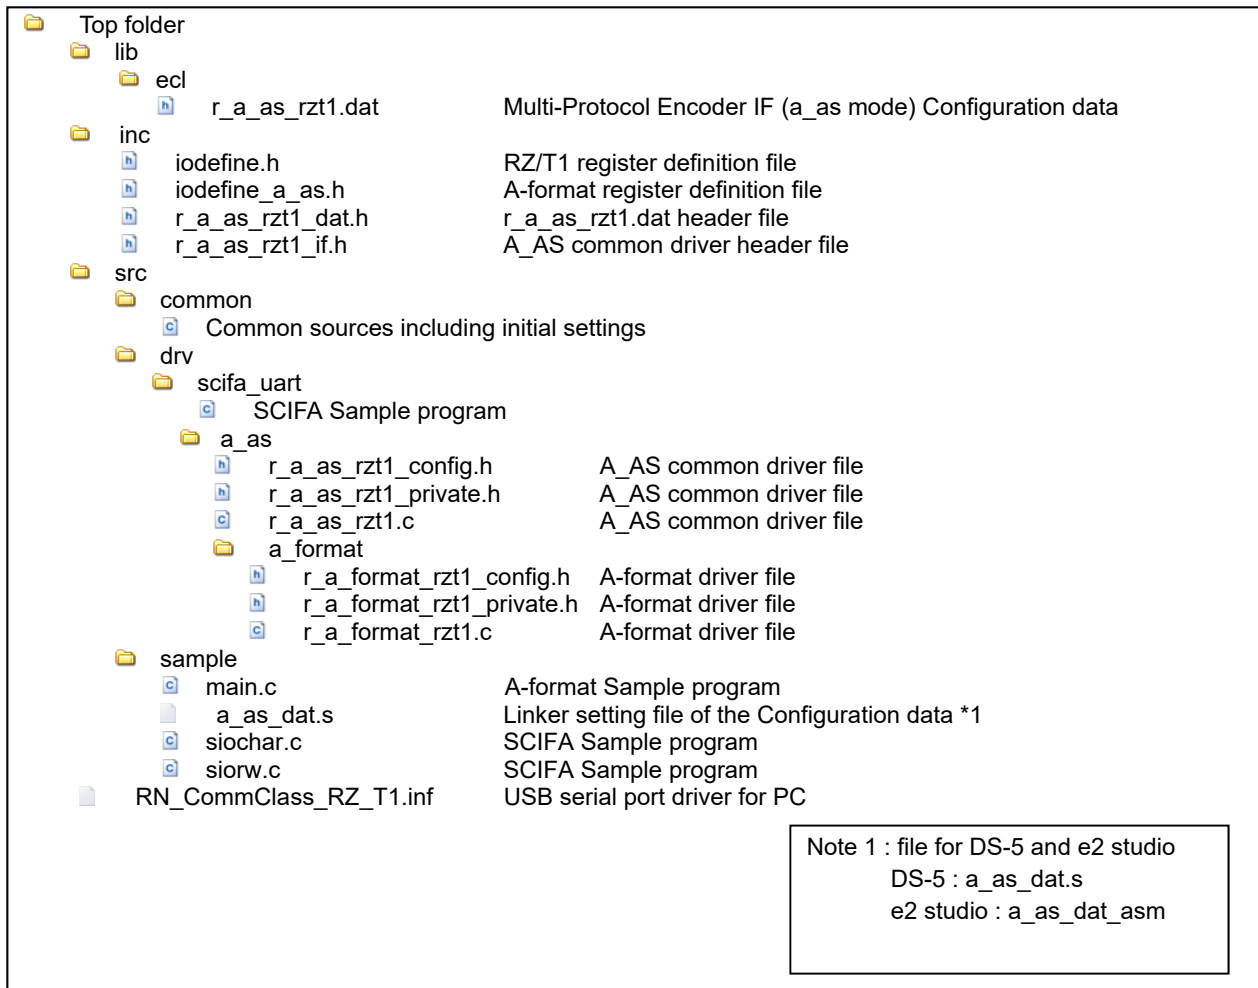 Top folder
lib
ecl
r_a_as_rzt1.dat Multi-Protocol Encoder IF (a_as mode) Configuration data
inc
iodefine.h RZ/T1 register definition file
iodefine_a_as.h A-format register definition file
r_a_as_rzt1_dat.h r_a_as_rzt1.dat header file
r_a_as_rzt1_if.h A_AS common driver header file
src
common
Common sources including initial settings
drv
scifa_uart
SCIFA Sample program
a_as
r_a_as_rzt1_config.h A_AS common driver file
r_a_as_rzt1_private.h A_AS common driver file
r_a_as_rzt1.c A_AS common driver file
a_format
r_a_format_rzt1_config.h A-format driver file
r_a_format_rzt1_private.h A-format driver file
r_a_format_rzt1.c A-format driver file
sample
main.c A-format Sample program
a_as_dat.s Linker setting file of the Configuration data *1
siochar.c SCIFA Sample program
siorw.c SCIFA Sample program
RN_CommClass_RZ_T1.inf USB serial port driver for PC
Note 1 : file for DS-5 and e2 studio
DS-5 : a_as_dat.s
e2 studio : a_as_dat_asm